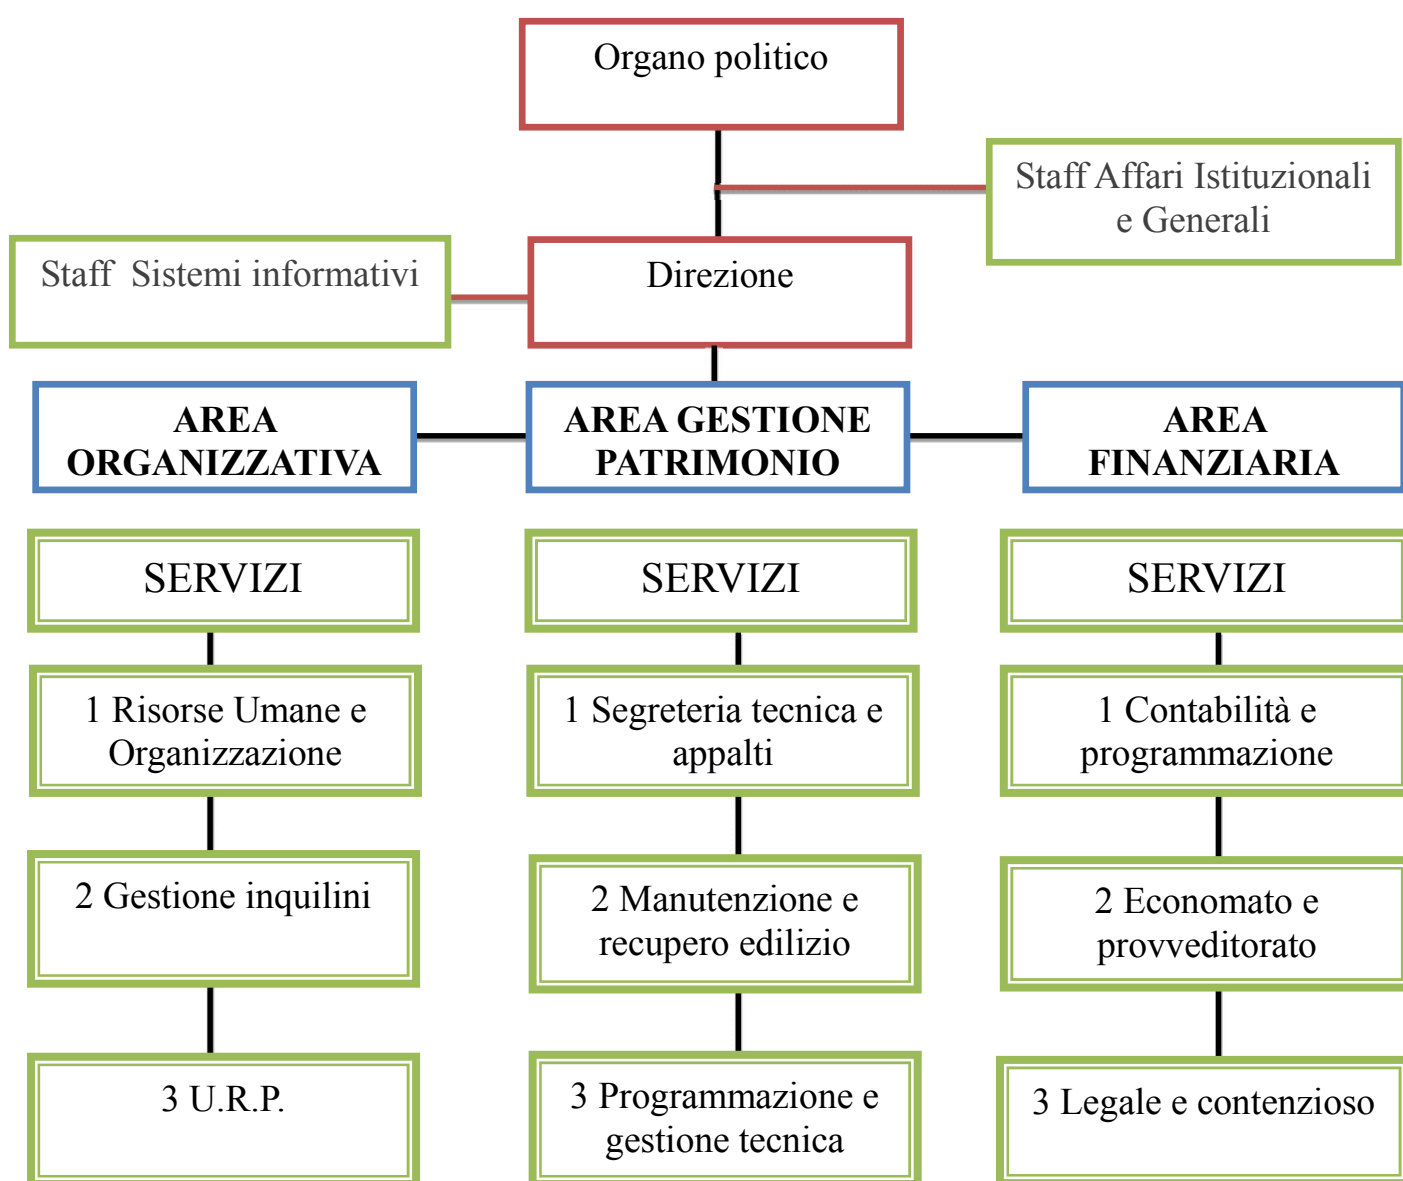 Organo politico
Staff Affari Istituzionali
e Generali
Staff Sistemi informativi
Direzione
AREA
ORGANIZZATIVA
AREA GESTIONE
PATRIMONIO
AREA
FINANZIARIA
SERVIZI
SERVIZI
SERVIZI
1 Risorse Umane e
Organizzazione
1 Segreteria tecnica e
appalti
1 Contabilità e
programmazione
2 Gestione inquilini
2 Manutenzione e
recupero edilizio
2 Economato e
provveditorato
3 U.R.P.
3 Programmazione e
gestione tecnica
3 Legale e contenzioso